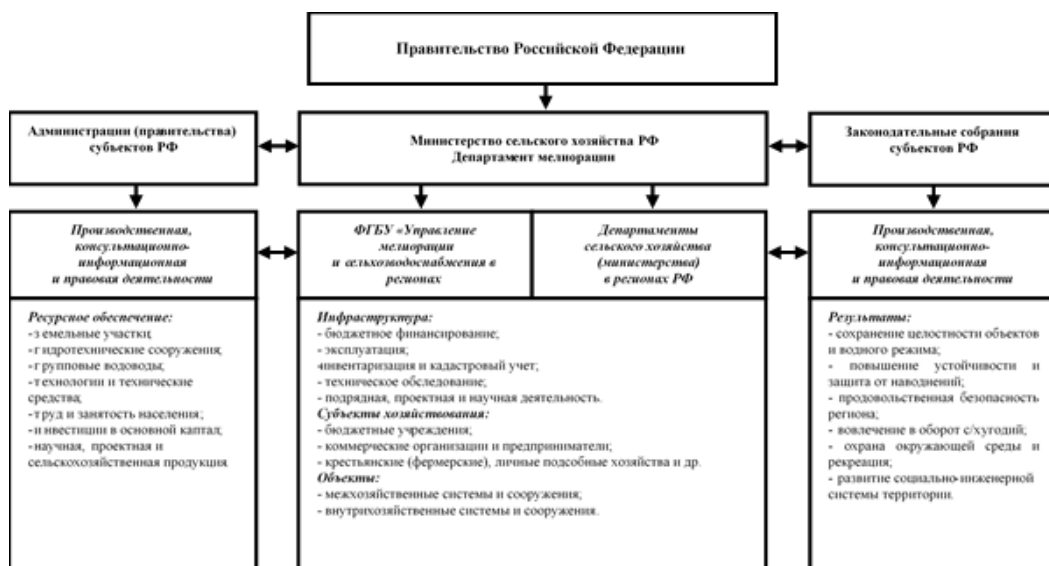 Правительство Российской Федерации
Администрации (правительства)
субъектов РФ
Министерство сельского хозяйства РФ
Департамент мелиорации
Законодательные собрания
субъектов РФ
Производственная,
консультационно-
информационная
и правовая деятельности
ФГБУ «Управление
мелиорации
и сельхозводоснабжения в
регионах
Департаменты
сельского хозяйства
(министерства)
в регионах РФ
Производственная,
консультационно-
информационная
и правовая деятельности
Ресурсное обеспечение:
-з емельные участки;
-г идротехнические сооружения;
-г рупповые водоводы;
-т ехнологии и технические
средства;
-т руд и занятость населения;
-и нвестиции в основной каптал;
-научная, проектная и
сельскохозяйственная продукция
Инфраструктура:
- бюджетное финансирование;
- эксплуатация;
-инвентаризация и кадастровый учет;
- техническое обследование;
- подрядная, проектная и научная деятельность.
Субъекты хозяйствования:
- бюджетные учреждения;
- коммерческие организации и предприниматели;
- крестьянские (фермерские), личные подсобные хозяйства и др.
Объекты:
- межхозяйственные системы и сооружения;
- внутрихозяйственные системы и сооружения.
Результаты:
- сохранение целостности объектов
и водного режима;
- повышение устойчивости и
защита от наводнений;
- продовольственная безопасность
региона;
- вовлечение в оборот с/хугодий;
- охрана окружающей среды и
рекреация;
- развитие социально-инженерной
системы территории.